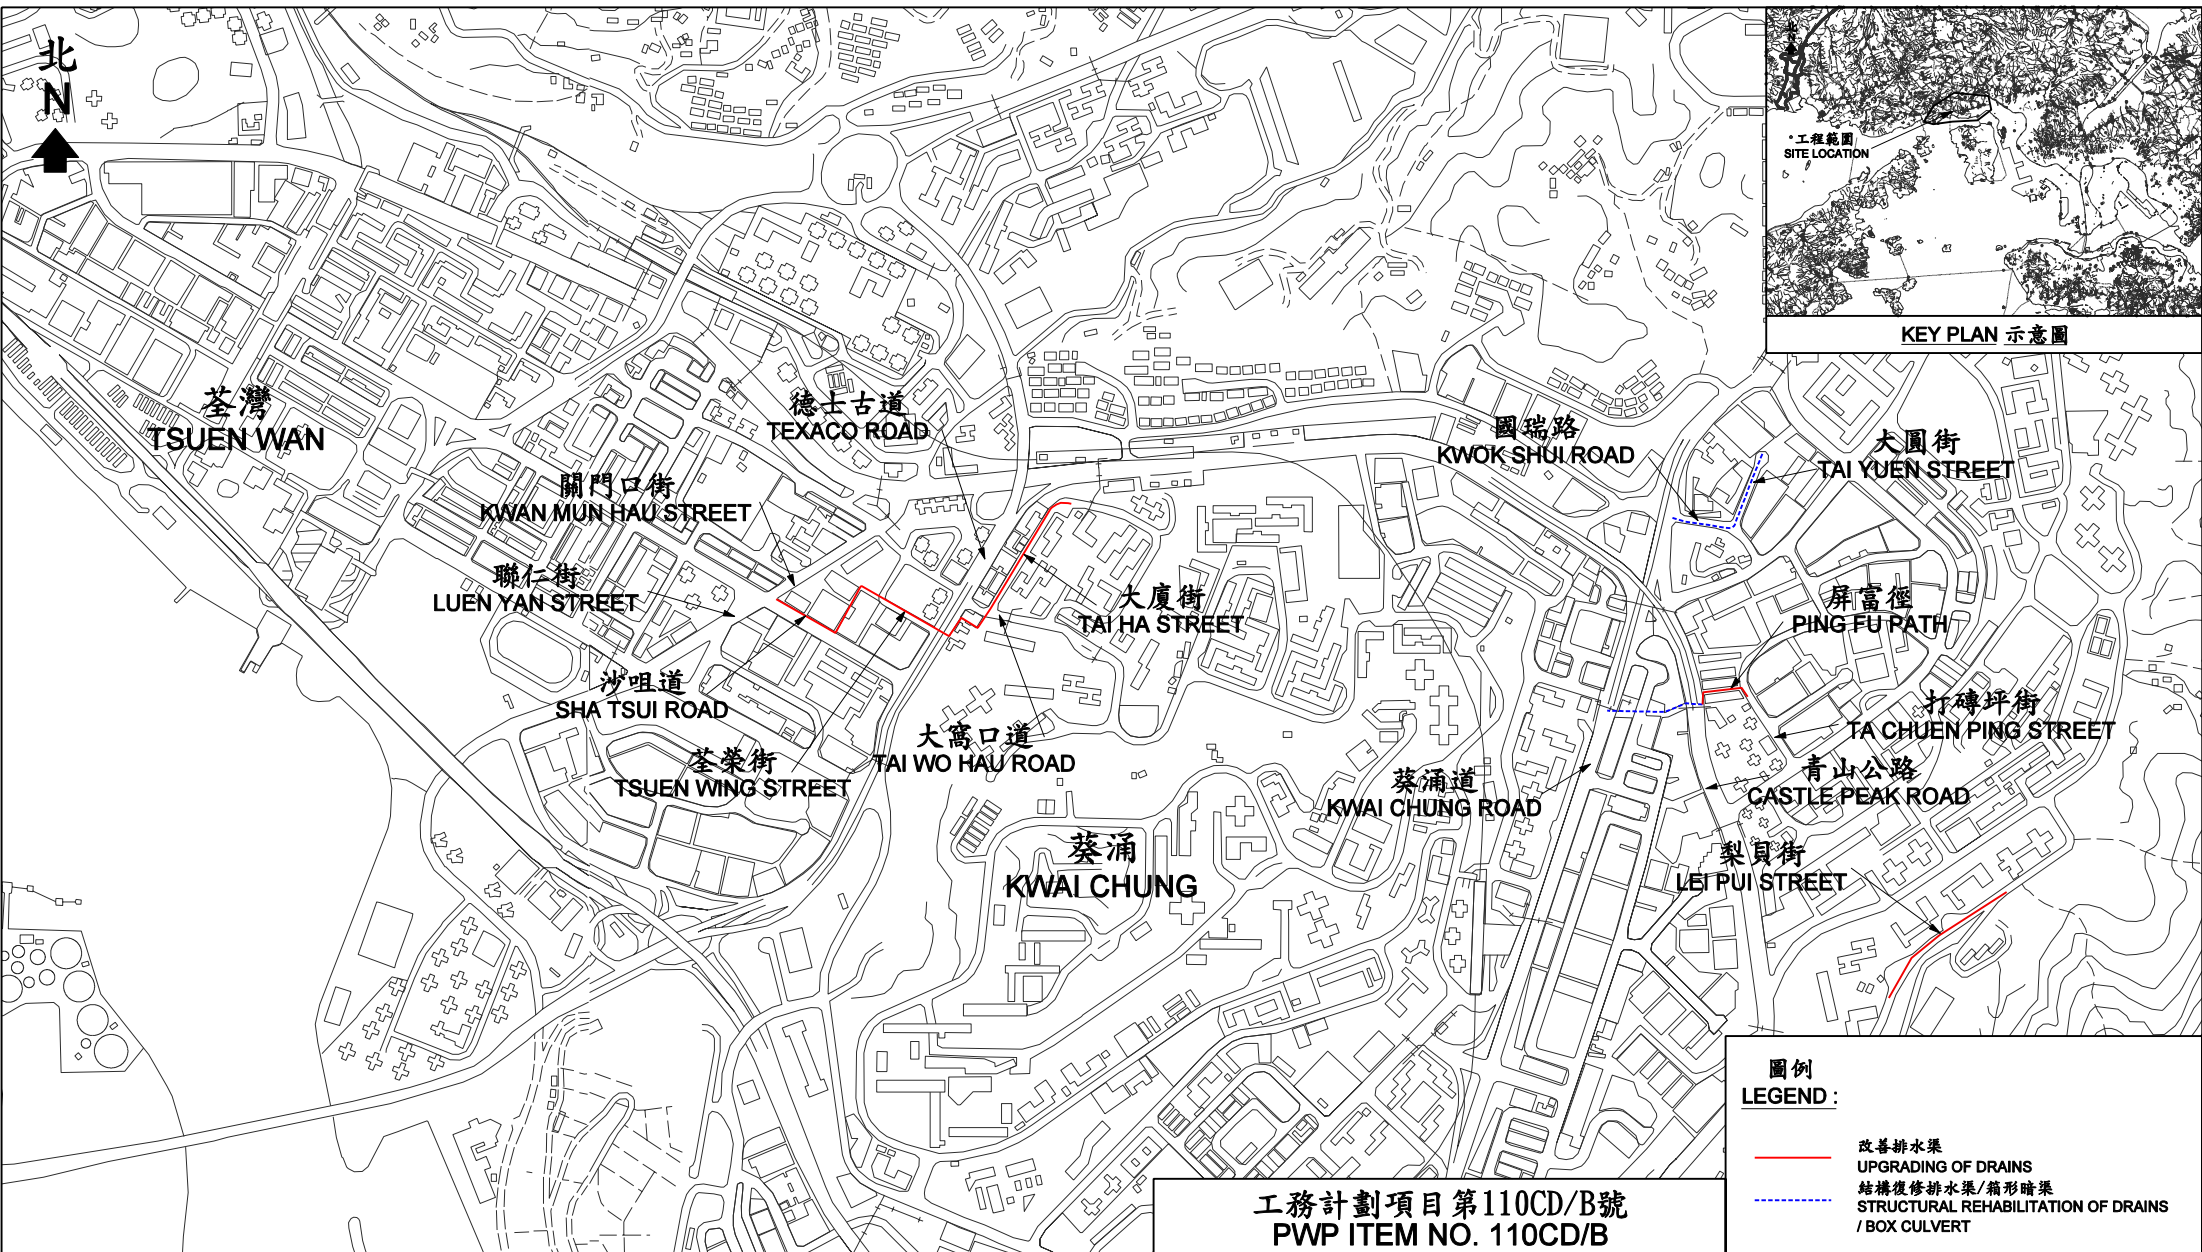 北
N
北
工程範圍
SITE LOCATION
KEY PLAN 示意圖
荃灣
TSUEN WAN
德士古道
TEXACO ROAD
國瑞路
KWOK SHUI ROAD
大圓街
TAI YUEN STREET
關門口街
KWAN MUN HAU STREET
聯仁街
LUEN YAN STREET
大廈街
TAI HA STREET
屏富徑
PING FU PATH
沙咀道
SHA TSUI ROAD
大窩口道
TAI WO HAU ROAD
荃榮街
TSUEN WING STREET
打磚坪街
TA CHUEN PING STREET
葵涌道
KWAI CHUNG ROAD
青山公路
CASTLE PEAK ROAD
葵涌
KWAI CHUNG
梨貝街
LEI PUI STREET
圖例
LEGEND :
改善排水渠
UPGRADING OF DRAINS
結構復修排水渠/箱形暗渠
STRUCTURAL REHABILITATION OF DRAINS
/ BOX CULVERT
工務計劃項目第110CD/B號
PWP ITEM NO. 110CD/B